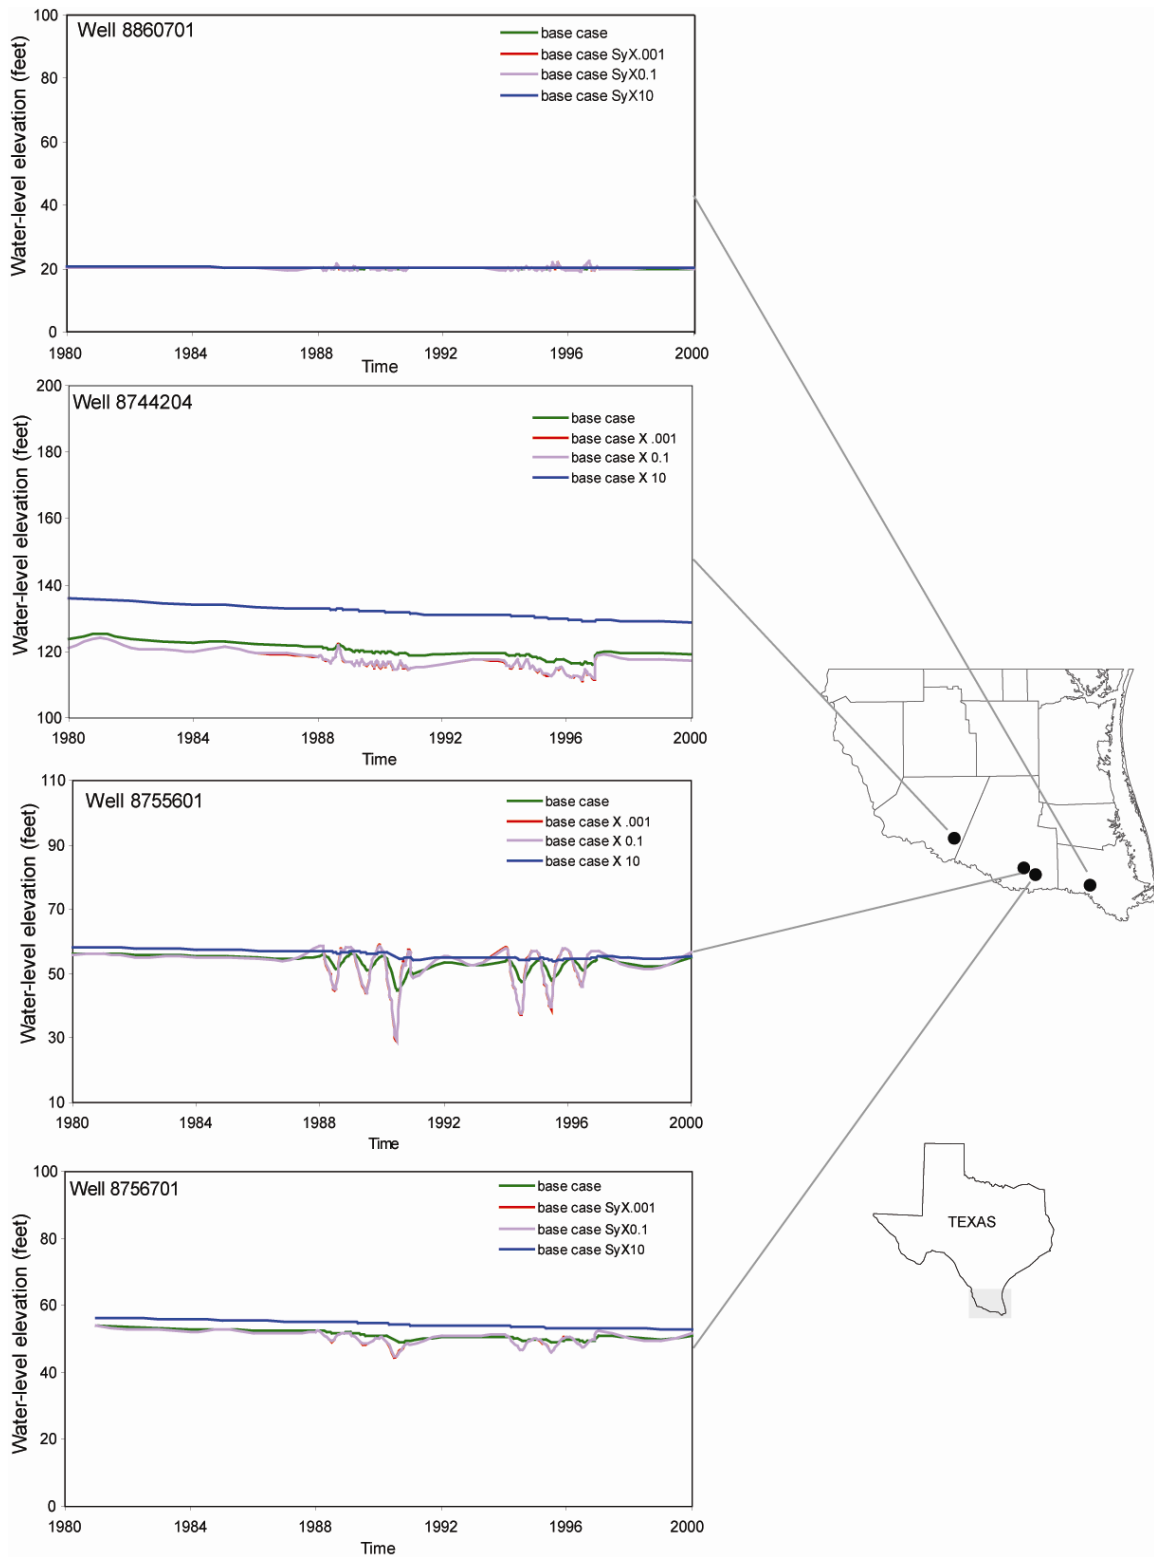 Well 8860701
Water-level elevation (feet)
100
80
60
40
20
0
base case
base case SyX.001
base case SyX0.1
base case SyX10
1980 1984 1988 1992 1996 2000
Time
Well 8744204
Water-level elevation (feet)
200
180
160
140
120
100
base case
base case X .001
base case X 0.1
base case X 10
1980 1984 1988 1992 1996 2000
Time
Well 8755601
Water-level elevation (feet)
110
90
70
50
30
10
base case
base case X .001
base case X 0.1
base case X 10
1980 1984 1988 1992 1996 2000
Time
Well 8756701
Water-level elevation (feet)
100
80
60
40
20
0
base case
base case SyX.001
base case SyX0.1
base case SyX10
1980 1984 1988 1992 1996 2000
Time
TEXAS